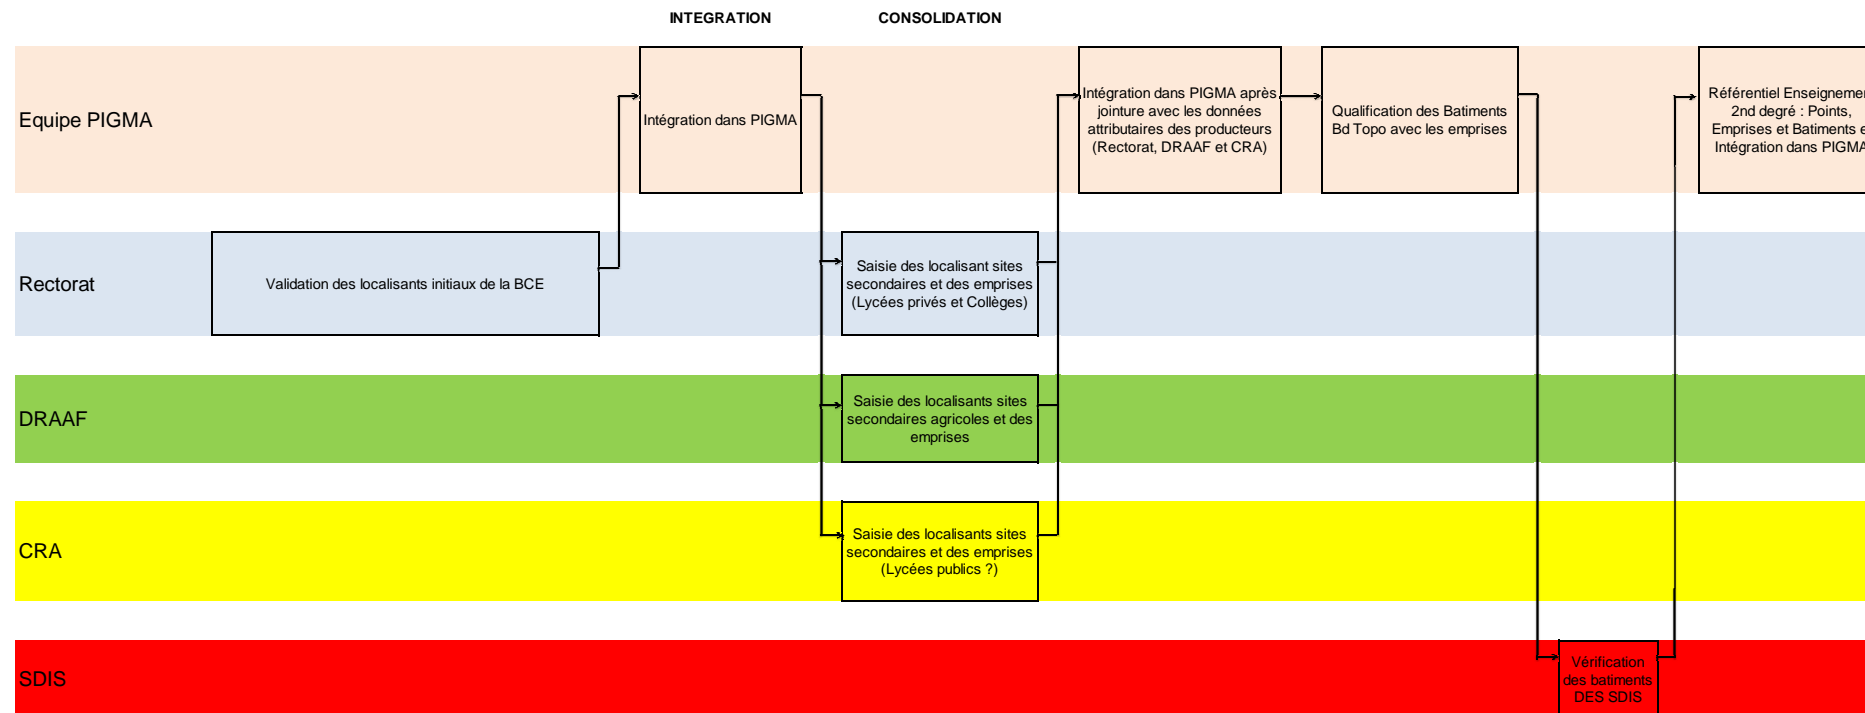 INTEGRATION
CONSOLIDATION
Equipe PIGMA
Intégration dans PIGMA
Intégration dans PIGMA après
jointure avec les données
attributaires des producteurs
(Rectorat, DRAAF et CRA)
Qualification des Batiments
Bd Topo avec les emprises
Référentiel Enseignemen
2nd degré : Points,
Emprises et Batiments e
Intégration dans PIGMA
Rectorat
Validation des localisants initiaux de la BCE
Saisie des localisant sites
secondaires et des emprises
(Lycées privés et Collèges)
DRAAF
Saisie des localisants sites
secondaires agricoles et des
emprises
CRA
Saisie des localisants sites
secondaires et des emprises
(Lycées publics ?)
SDIS
Vérification
des batiments
DES SDIS